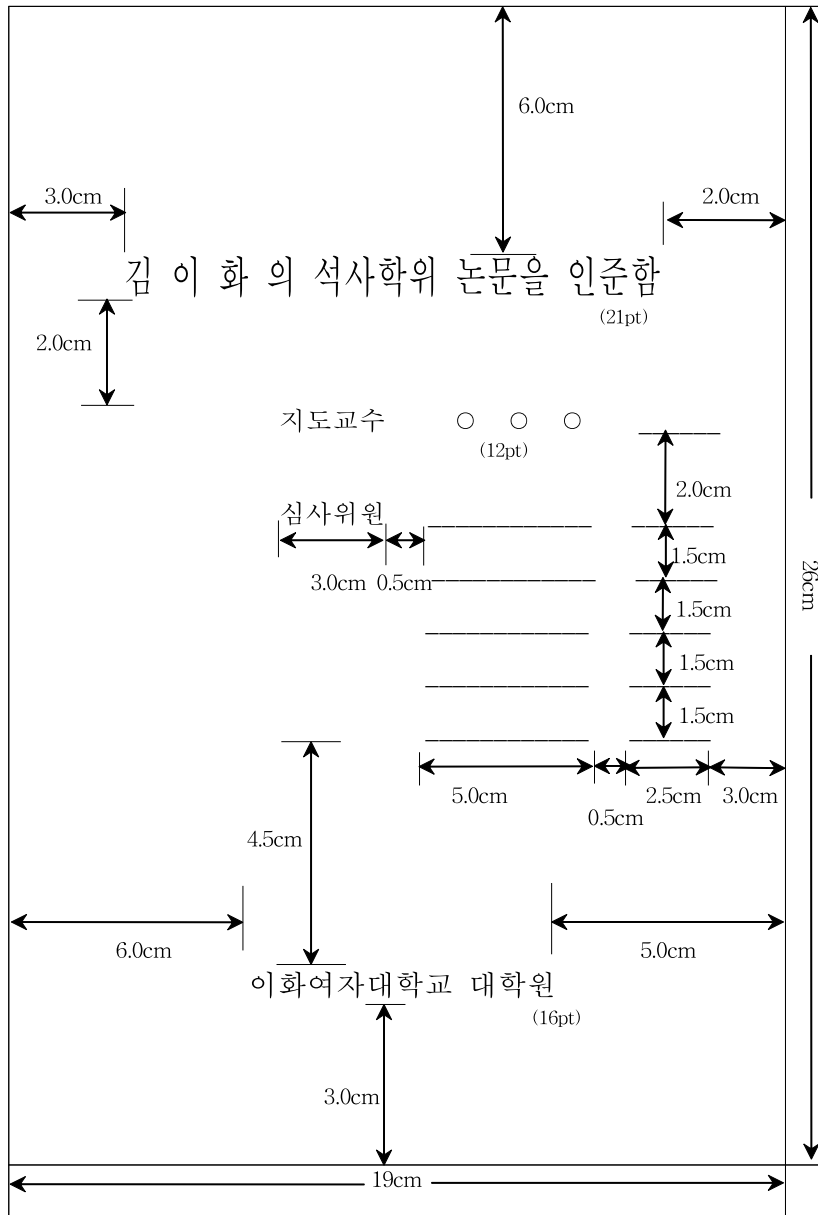 6.0cm
3.0cm 2.0cm
김 이 화 의 석사학위 논문을 인준함
(21pt)
2.0cm
지도교수 ○ ○ ○
(12pt)
2.0cm
심사위원
1.5cm
3.0cm 0.5cm
26cm
1.5cm
1.5cm
1.5cm
5.0cm 2.5cm 3.0cm
0.5cm
4.5cm
6.0cm 5.0cm
이화여자대학교 대학원
(16pt)
3.0cm
19cm